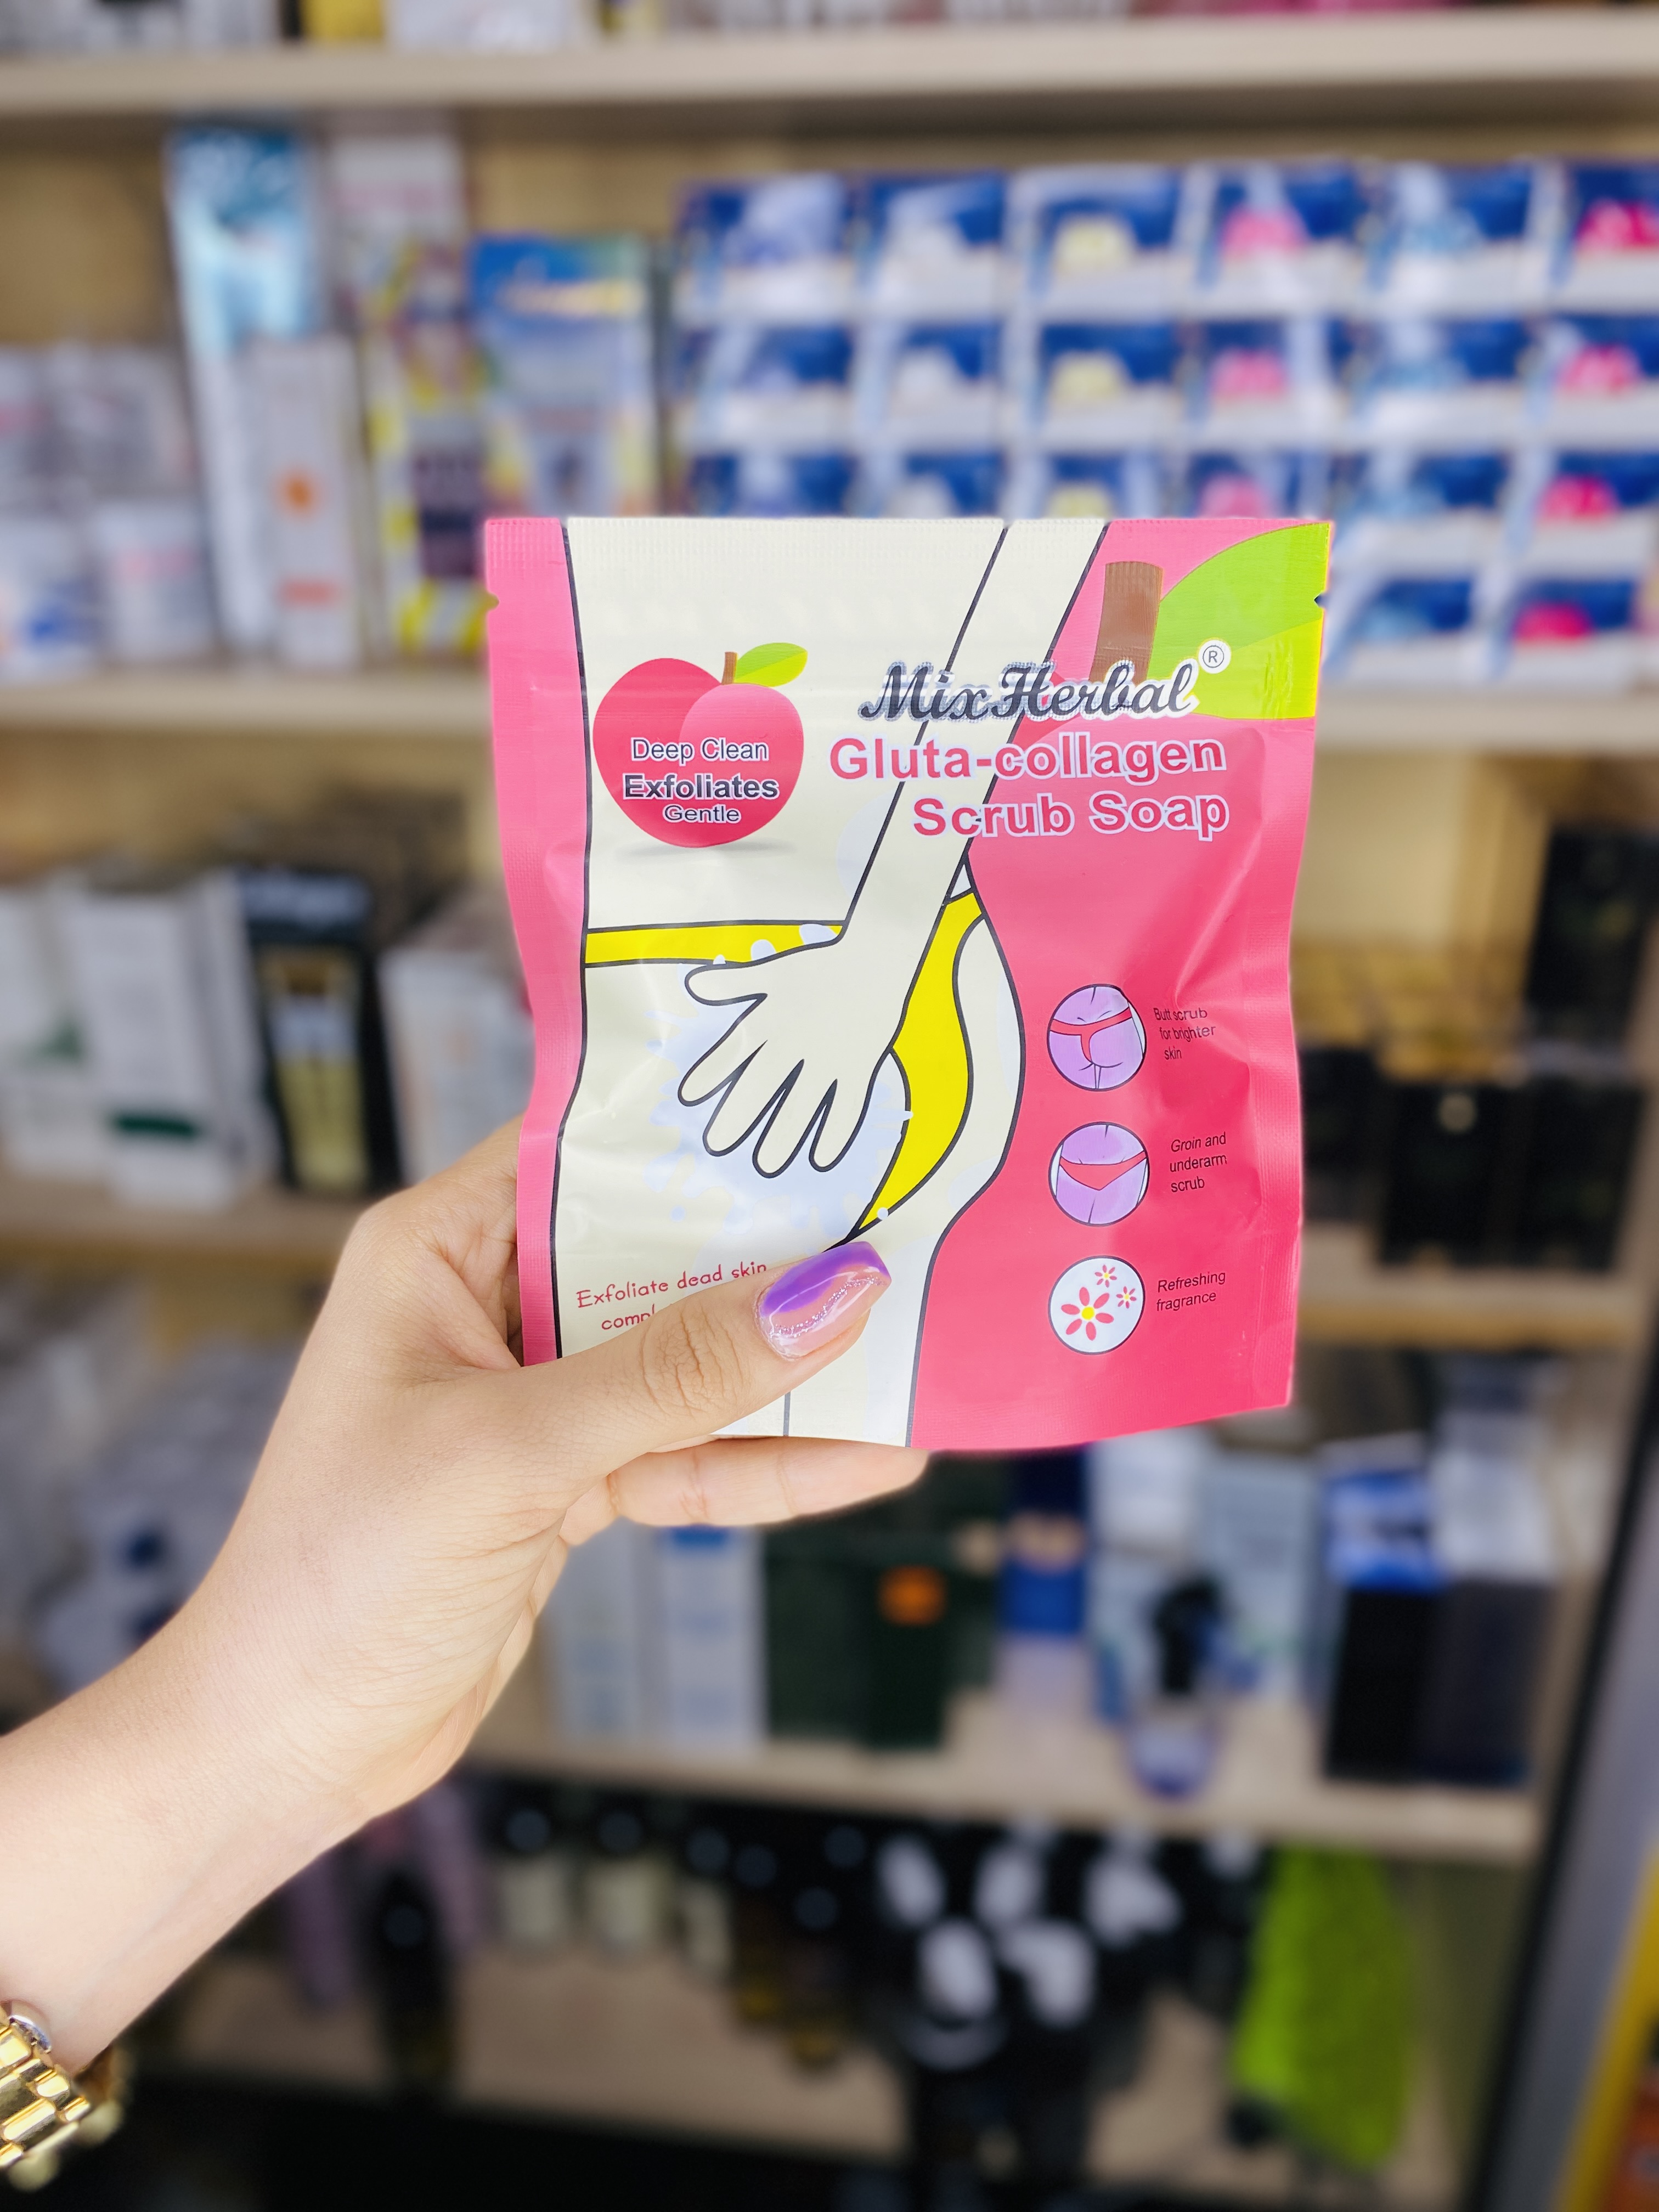 MixHerbal®
Gluta-collagen
Scrub Soap
Deep Clean
Exfoliates
Gentle
Butt scrub
for brighter
skin
Groin and
underarm
scrub
Refreshing
fragrance
Exfoliate dead skin